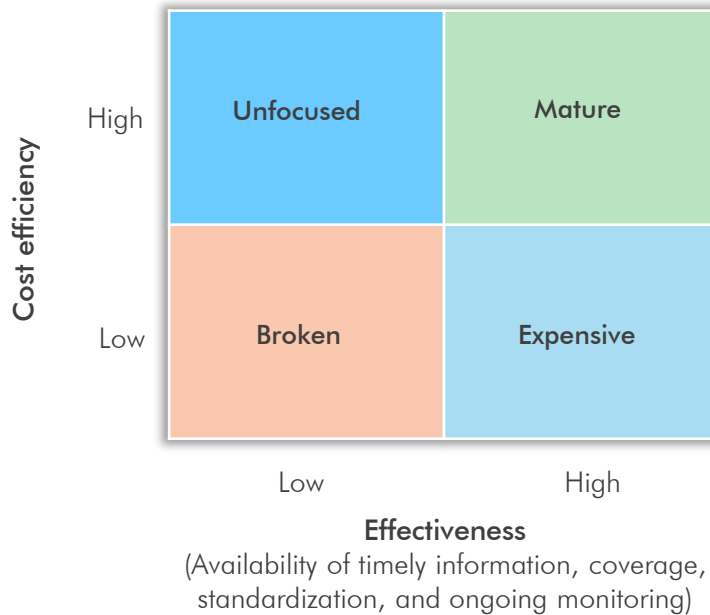 Cost efficiency
High
Unfocused
Mature
Low
Broken
Expensive
Low
High
Effectiveness
(Availability of timely information, coverage,
standardization, and ongoing monitoring)